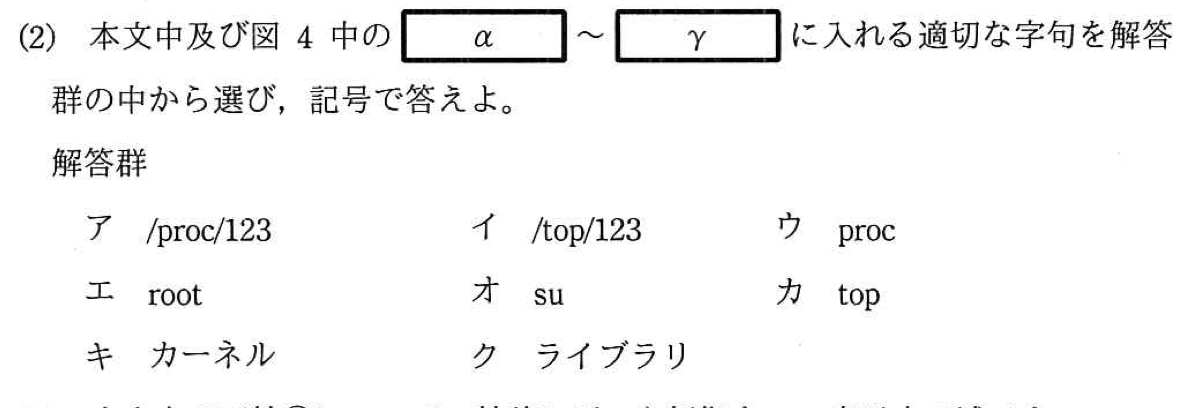 (2) 本文中及び図 4 中の α ～ γ に入れる適切な字句を解答
群の中から選び，記号で答えよ。
解答群
ア /proc/123 イ /top/123 ウ proc
エ root オ su カ top
キ カーネル ク ライブラリ